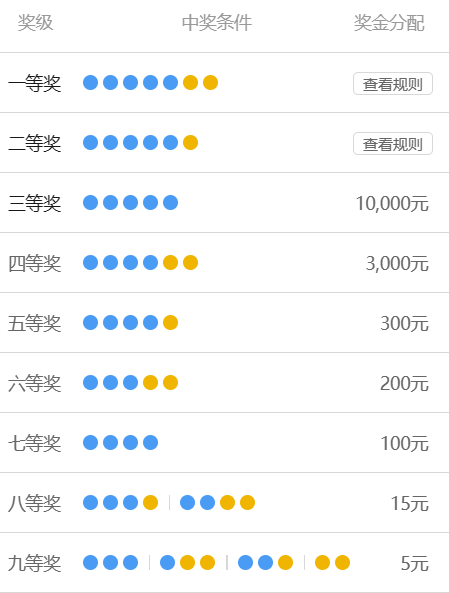 奖级 中奖条件 奖金分配
一等奖 查看规则
二等奖 查看规则
三等奖 10,000元
四等奖 3,000元
五等奖 300元
六等奖 200元
七等奖 100元
八等奖 15元
九等奖 5元